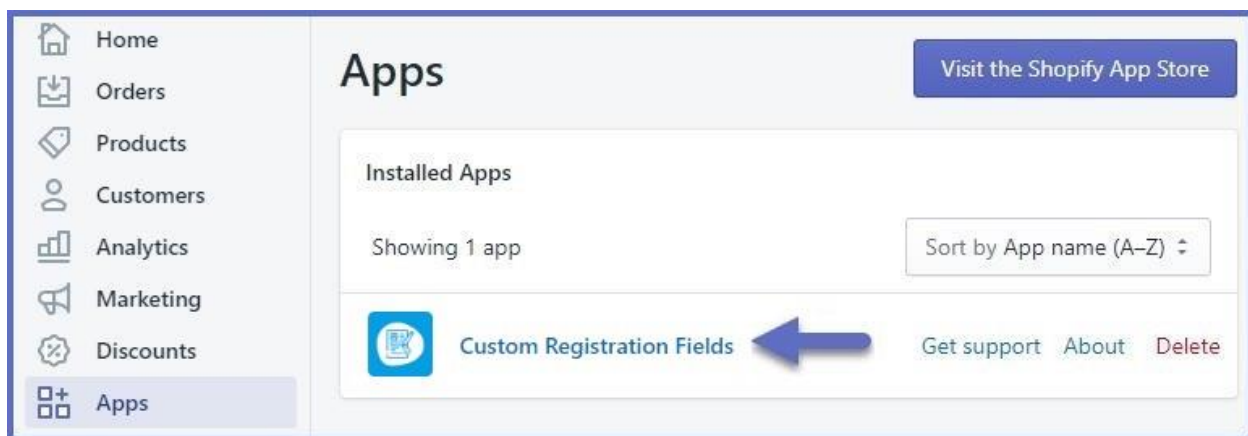 Home
Orders
Products
Customers
Analytics
Marketing
Discounts
Apps
Apps
Visit the Shopify App Store
Installed Apps
Showing 1 app
Sort by App name (A–Z)
Custom Registration Fields
Get support About Delete